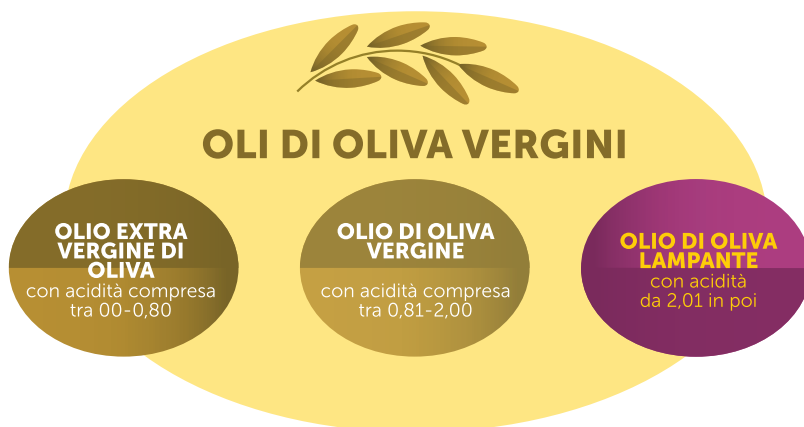 OLI DI OLIVA VERGINI
OLIO EXTRA
VERGINE DI
OLIVA
con acidità compresa
tra 00-0,80
OLIO DI OLIVA
VERGINE
con acidità compresa
tra 0,81-2,00
OLIO DI OLIVA
LAMPANTE
con acidità
da 2,01 in poi